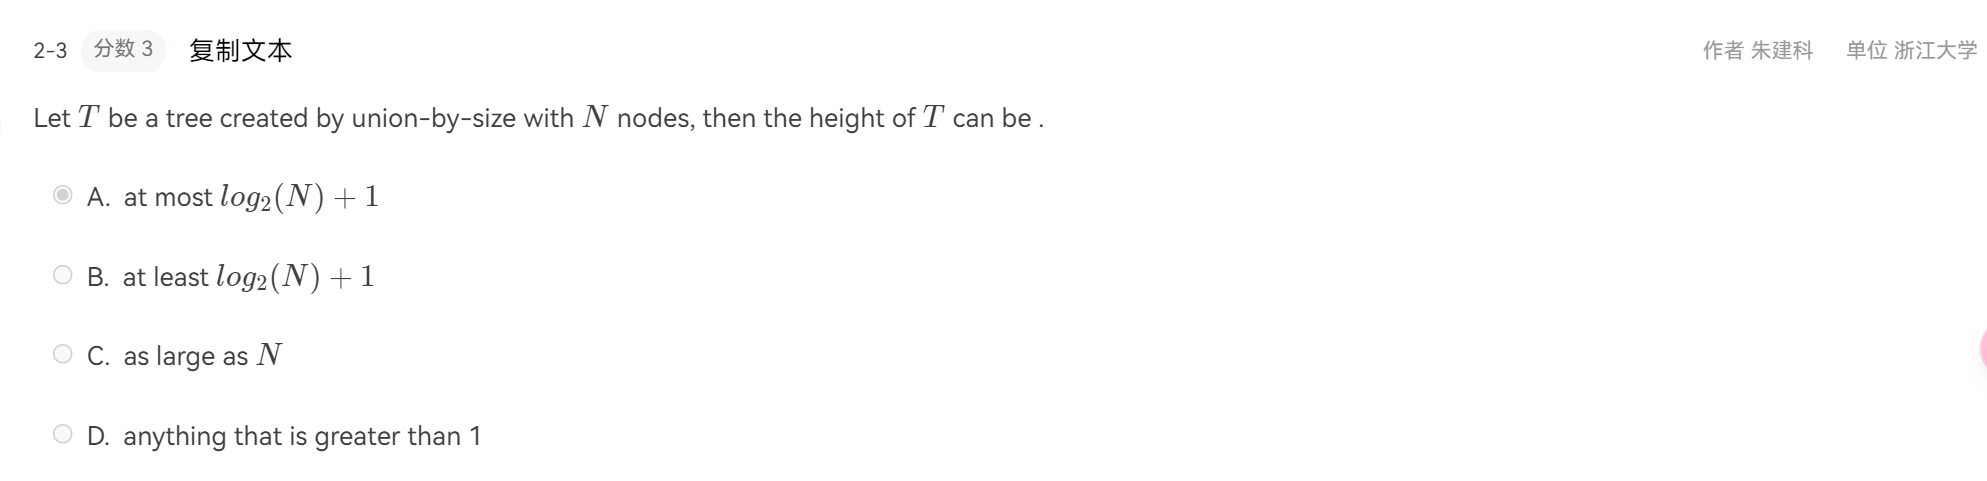 2-3 分数 3 复制文本 作者 朱建科 单位 浙江大学
Let T be a tree created by union-by-size with N nodes, then the height of T can be .
A. at most log₂(N) + 1
B. at least log₂(N) + 1
C. as large as N
D. anything that is greater than 1